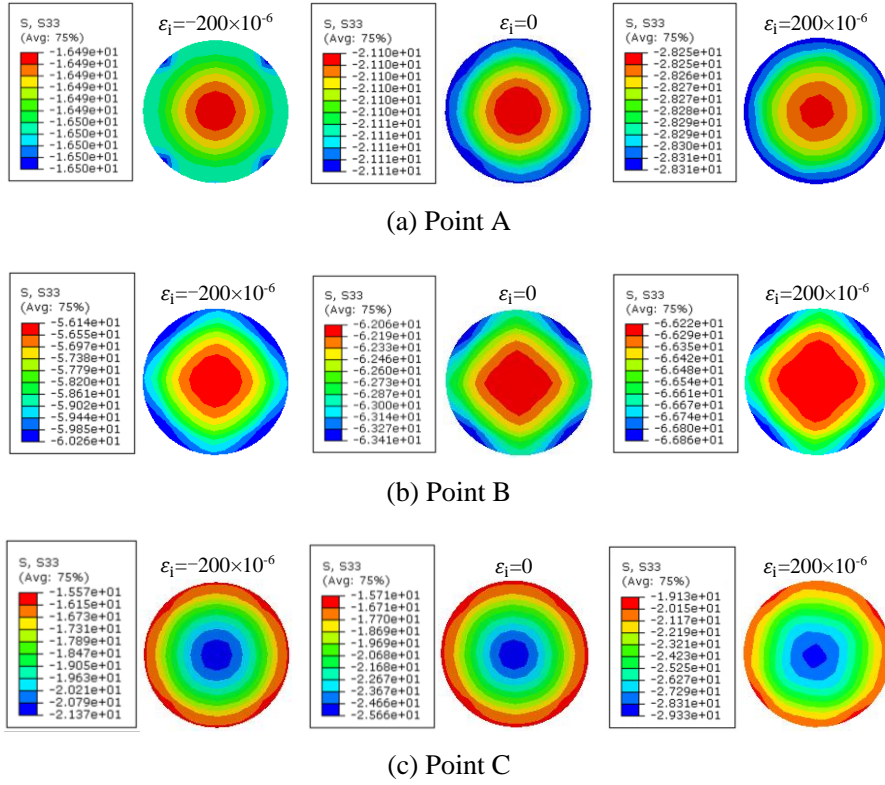 S, S33
(Avg: 75%)
-1.649e+01
-1.649e+01
-1.649e+01
-1.649e+01
-1.649e+01
-1.649e+01
-1.650e+01
-1.650e+01
-1.650e+01
-1.650e+01
-1.650e+01
εi=−200×10-6
S, S33
(Avg: 75%)
-2.110e+01
-2.110e+01
-2.110e+01
-2.110e+01
-2.110e+01
-2.110e+01
-2.111e+01
-2.111e+01
-2.111e+01
-2.111e+01
-2.111e+01
εi=0
S, S33
(Avg: 75%)
-2.825e+01
-2.825e+01
-2.826e+01
-2.827e+01
-2.827e+01
-2.828e+01
-2.829e+01
-2.829e+01
-2.830e+01
-2.831e+01
-2.831e+01
εi=200×10-6
(a) Point A
S, S33
(Avg: 75%)
-5.614e+01
-5.655e+01
-5.697e+01
-5.738e+01
-5.779e+01
-5.820e+01
-5.861e+01
-5.902e+01
-5.944e+01
-5.985e+01
-6.026e+01
εi=−200×10-6
S, S33
(Avg: 75%)
-6.206e+01
-6.219e+01
-6.233e+01
-6.246e+01
-6.260e+01
-6.273e+01
-6.287e+01
-6.300e+01
-6.314e+01
-6.327e+01
-6.341e+01
εi=0
S, S33
(Avg: 75%)
-6.622e+01
-6.629e+01
-6.635e+01
-6.642e+01
-6.648e+01
-6.654e+01
-6.661e+01
-6.667e+01
-6.674e+01
-6.680e+01
-6.686e+01
εi=200×10-6
(b) Point B
S, S33
(Avg: 75%)
-1.557e+01
-1.615e+01
-1.673e+01
-1.731e+01
-1.789e+01
-1.847e+01
-1.905e+01
-1.963e+01
-2.021e+01
-2.079e+01
-2.137e+01
εi=−200×10-6
S, S33
(Avg: 75%)
-1.571e+01
-1.671e+01
-1.770e+01
-1.869e+01
-1.969e+01
-2.068e+01
-2.168e+01
-2.267e+01
-2.367e+01
-2.466e+01
-2.566e+01
εi=0
S, S33
(Avg: 75%)
-1.913e+01
-2.015e+01
-2.117e+01
-2.219e+01
-2.321e+01
-2.423e+01
-2.525e+01
-2.627e+01
-2.729e+01
-2.831e+01
-2.933e+01
εi=200×10-6
(c) Point C